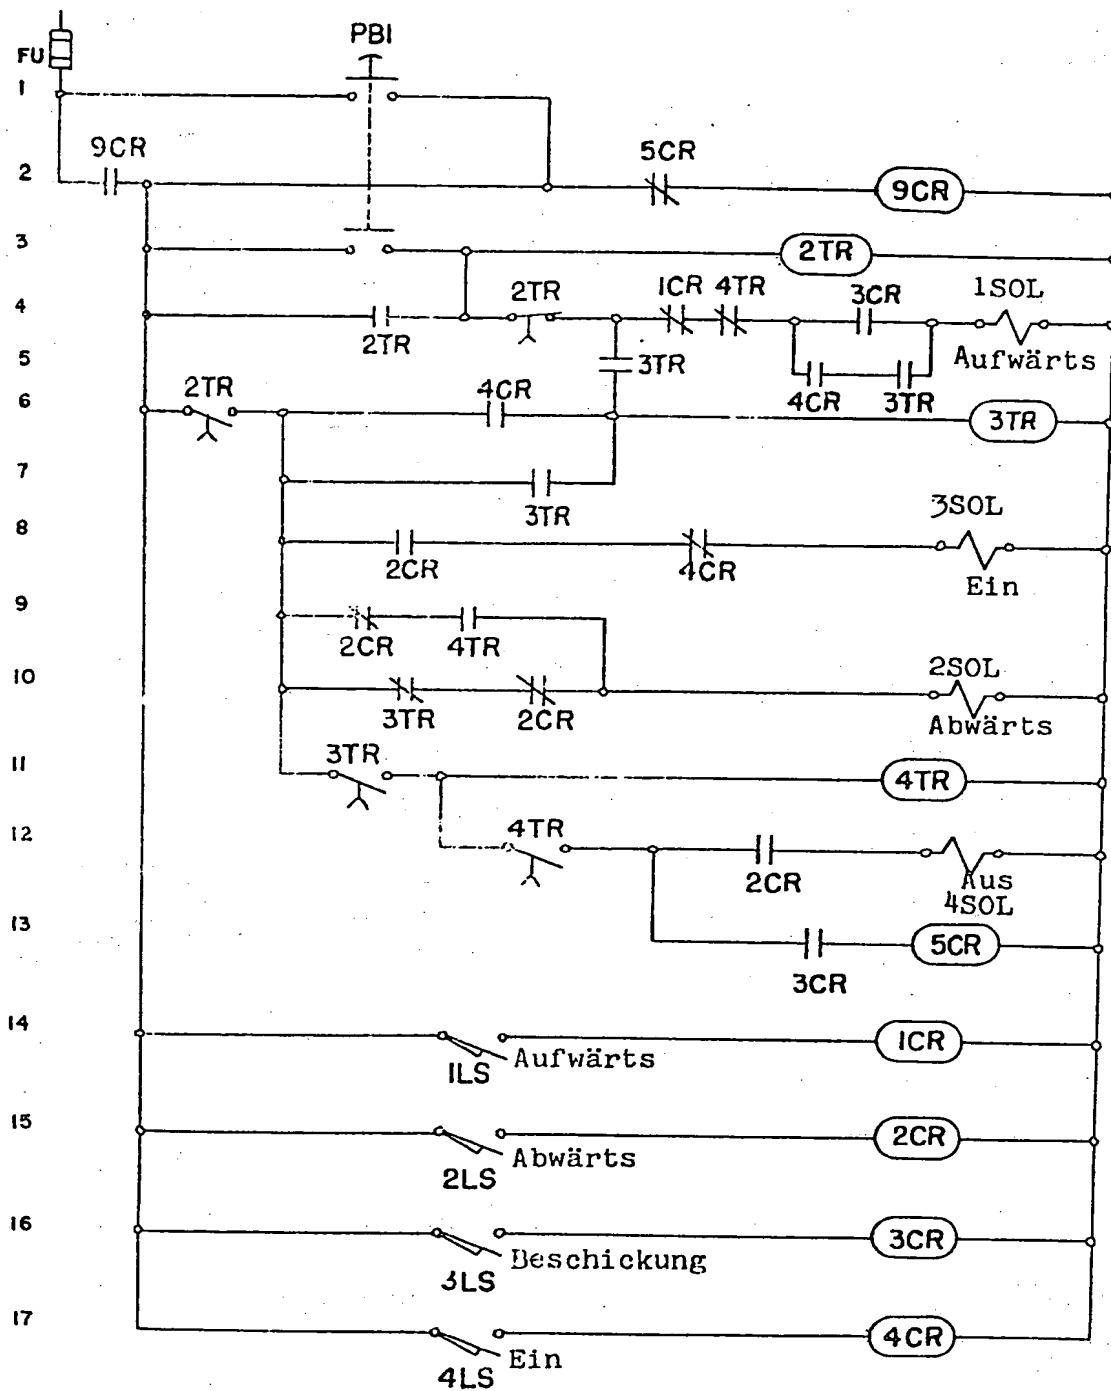 FU
PB1
1
9CR
5CR
2
9CR
3
2TR
4
2TR
1CR
4TR
3CR
1SOL
2TR
Aufwärts
5
3TR
4CR
3TR
6
2TR
4CR
3TR
7
3TR
8
3SOL
2CR
4CR
Ein
9
2CR
4TR
10
2SOL
3TR
2CR
Abwärts
11
3TR
4TR
12
4TR
2CR
Aus
4SOL
13
5CR
3CR
14
1CR
1LS
Aufwärts
15
2CR
2LS
Abwärts
16
3CR
3LS
Beschickung
17
4CR
4LS
Ein